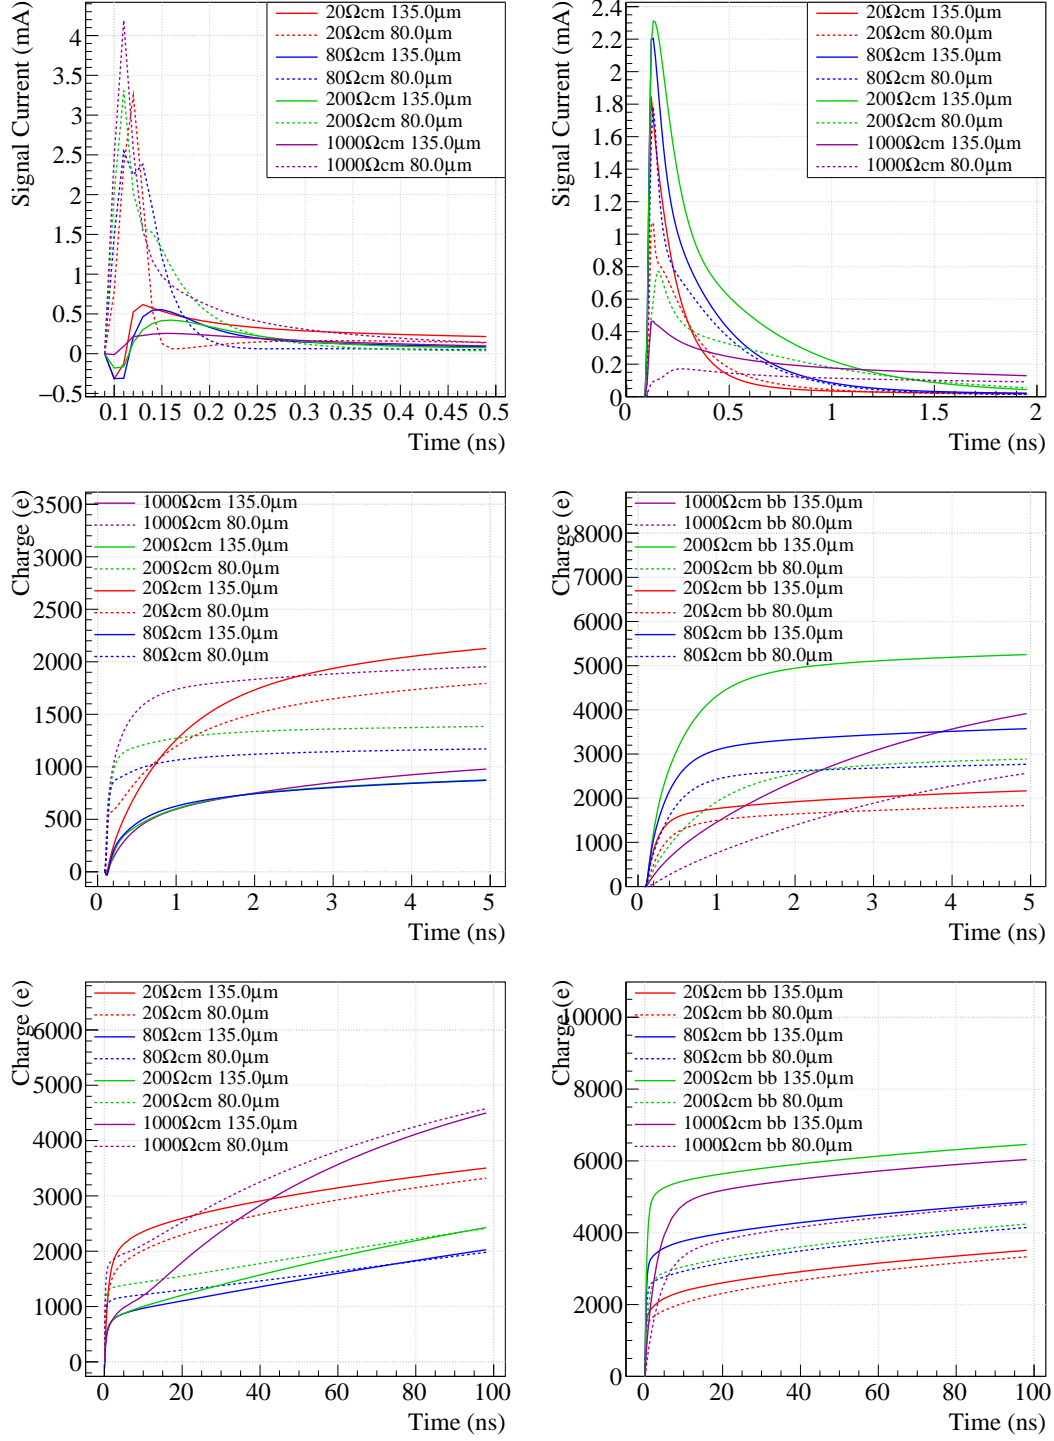 Signal Current (mA)
4
3.5
3
2.5
2
1.5
1
0.5
0
−0.5
0.1 0.15 0.2 0.25 0.3 0.35 0.4 0.45 0.5
Time (ns)
20Ωcm 135.0μm
20Ωcm 80.0μm
80Ωcm 135.0μm
80Ωcm 80.0μm
200Ωcm 135.0μm
200Ωcm 80.0μm
1000Ωcm 135.0μm
1000Ωcm 80.0μm
Signal Current (mA)
2.4
2.2
2
1.8
1.6
1.4
1.2
1
0.8
0.6
0.4
0.2
0
0 0.5 1 1.5 2
Time (ns)
20Ωcm 135.0μm
20Ωcm 80.0μm
80Ωcm 135.0μm
80Ωcm 80.0μm
200Ωcm 135.0μm
200Ωcm 80.0μm
1000Ωcm 135.0μm
1000Ωcm 80.0μm
Charge (e)
3500
3000
2500
2000
1500
1000
500
0
0 1 2 3 4 5
Time (ns)
1000Ωcm 135.0μm
1000Ωcm 80.0μm
200Ωcm 135.0μm
200Ωcm 80.0μm
20Ωcm 135.0μm
20Ωcm 80.0μm
80Ωcm 135.0μm
80Ωcm 80.0μm
Charge (e)
8000
7000
6000
5000
4000
3000
2000
1000
0
0 1 2 3 4 5
Time (ns)
1000Ωcm bb 135.0μm
1000Ωcm bb 80.0μm
200Ωcm bb 135.0μm
200Ωcm bb 80.0μm
20Ωcm bb 135.0μm
20Ωcm bb 80.0μm
80Ωcm bb 135.0μm
80Ωcm bb 80.0μm
Charge (e)
6000
5000
4000
3000
2000
1000
0
0 20 40 60 80 100
Time (ns)
20Ωcm 135.0μm
20Ωcm 80.0μm
80Ωcm 135.0μm
80Ωcm 80.0μm
200Ωcm 135.0μm
200Ωcm 80.0μm
1000Ωcm 135.0μm
1000Ωcm 80.0μm
Charge (e)
10000
8000
6000
4000
2000
0
0 20 40 60 80 100
Time (ns)
20Ωcm bb 135.0μm
20Ωcm bb 80.0μm
80Ωcm bb 135.0μm
80Ωcm bb 80.0μm
200Ωcm bb 135.0μm
200Ωcm bb 80.0μm
1000Ωcm bb 135.0μm
1000Ωcm bb 80.0μm